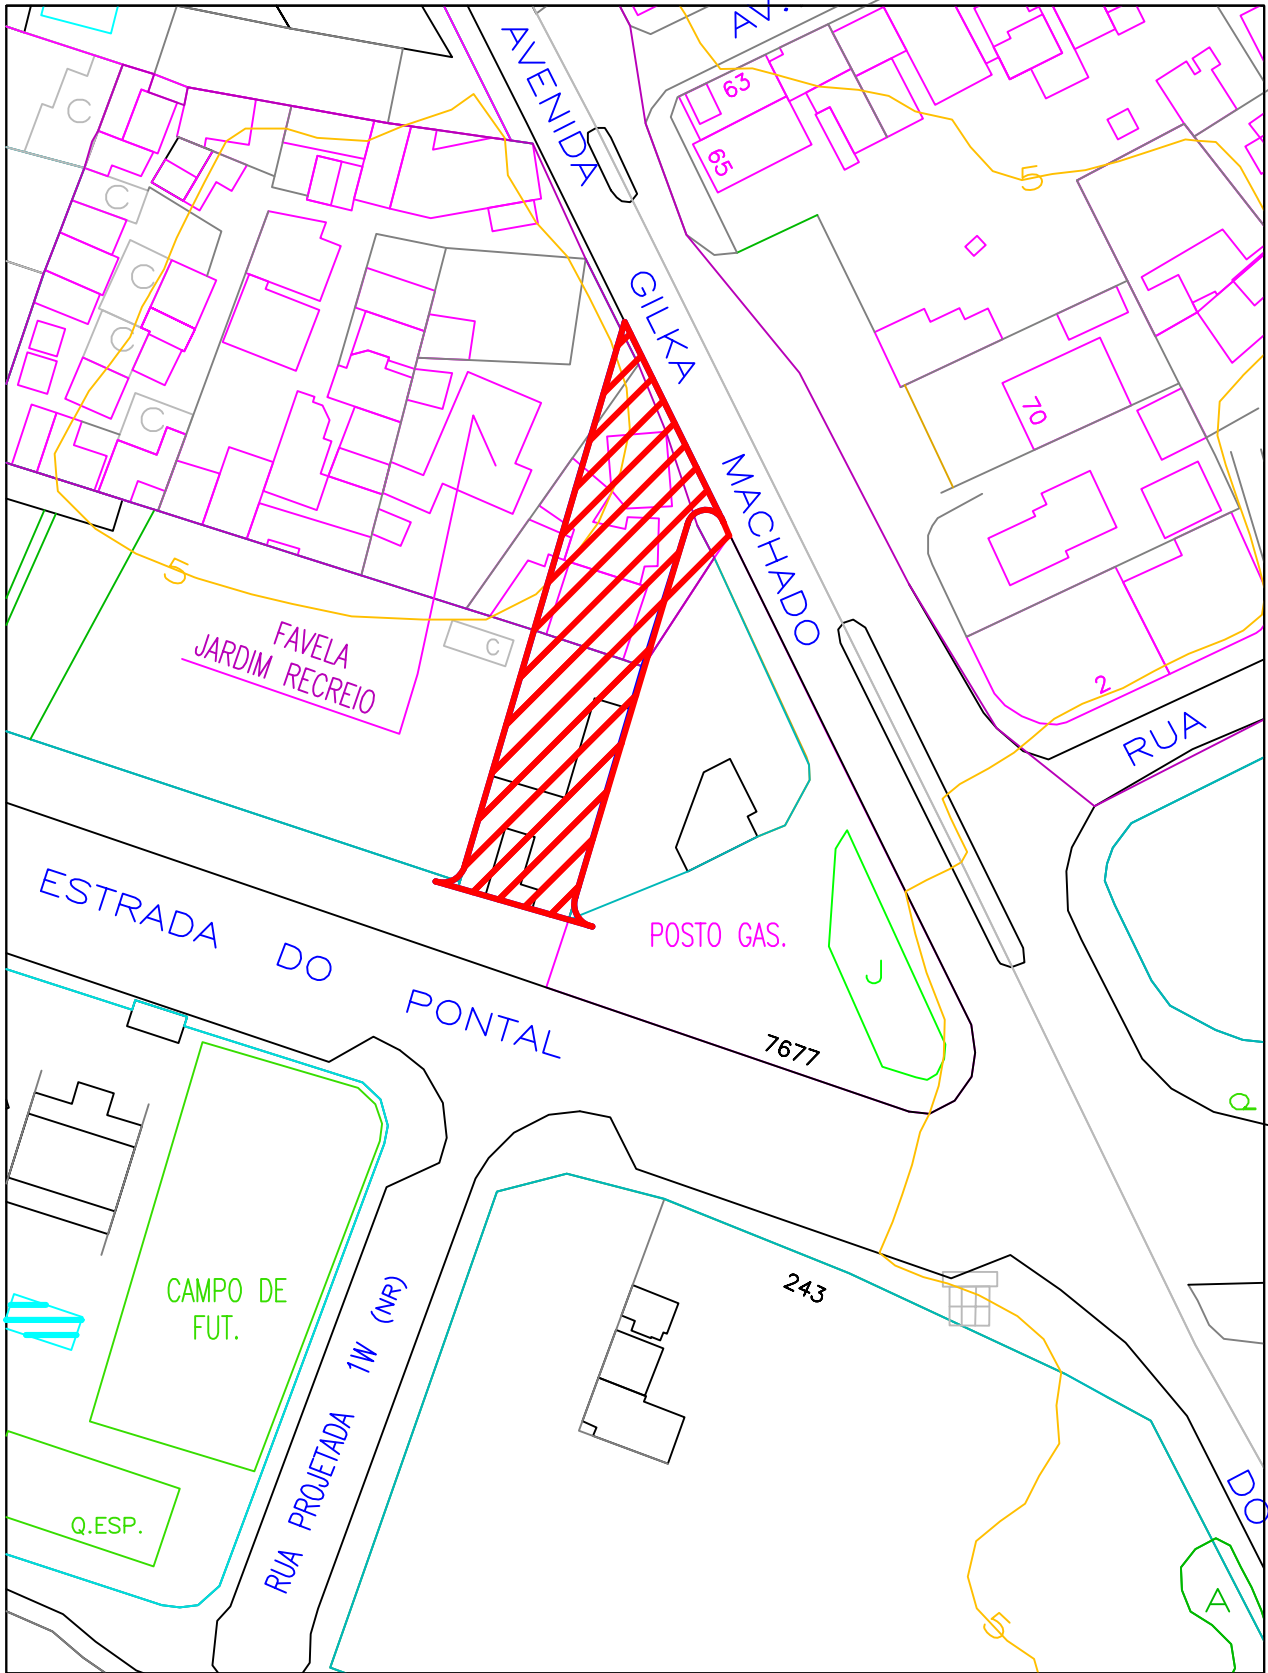 AV.
AVENIDA GILKA MACHADO
63
65
5
C
C
C
C
C
70
5
FAVELA
JARDIM RECREIO
C
2
RUA
ESTRADA DO PONTAL
POSTO GAS.
J
7677
Q
CAMPO DE
FUT.
RUA PROJETADA 1W (NR)
243
Q.ESP.
DO
A
5